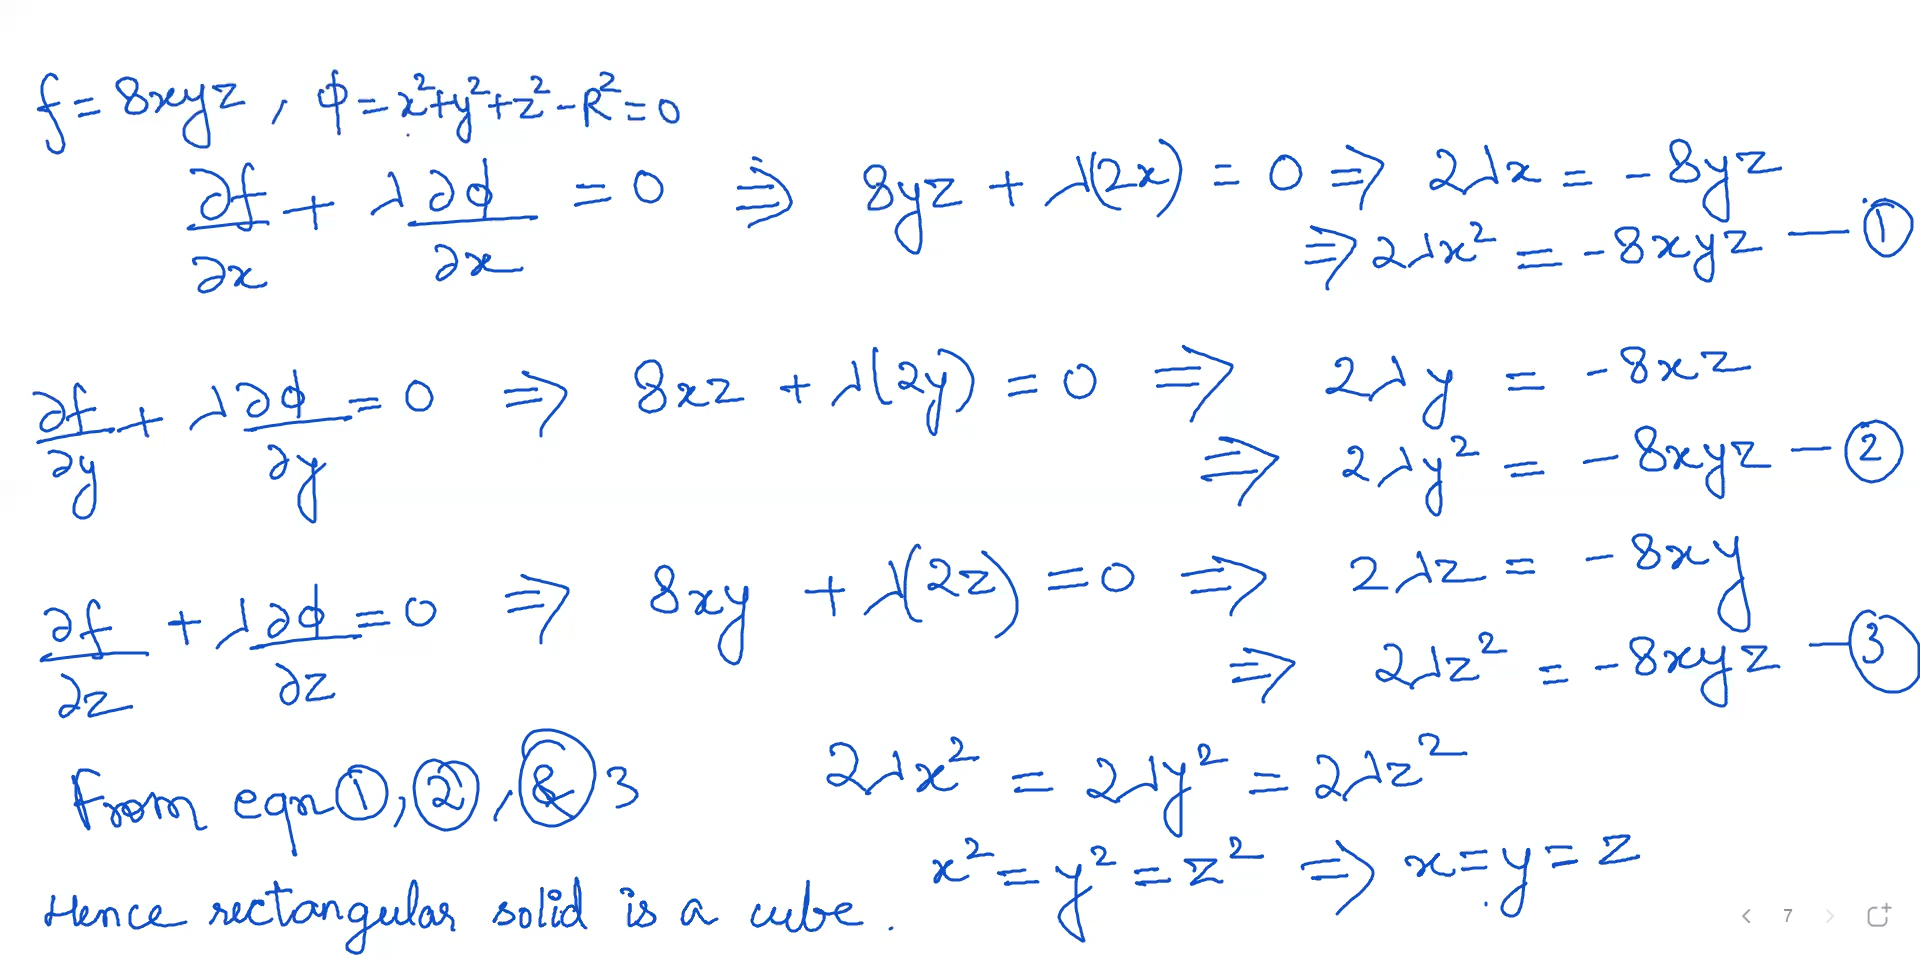 f = 8xyz , ϕ = x²+y²+z²-R² = 0
∂f/∂x + λ ∂ϕ/∂x = 0 ⇒ 8yz + λ(2x) = 0 ⇒ 2λx = -8yz
⇒ 2λx² = -8xyz — ①
∂f/∂y + λ ∂ϕ/∂y = 0 ⇒ 8xz + λ(2y) = 0 ⇒ 2λy = -8xz
⇒ 2λy² = -8xyz — ②
∂f/∂z + λ ∂ϕ/∂z = 0 ⇒ 8xy + λ(2z) = 0 ⇒ 2λz = -8xy
⇒ 2λz² = -8xyz — ③
From eqn ①, ②, & 3 2λx² = 2λy² = 2λz²
x² = y² = z² ⇒ x = y = z
Hence rectangular solid is a cube.
< 7 >